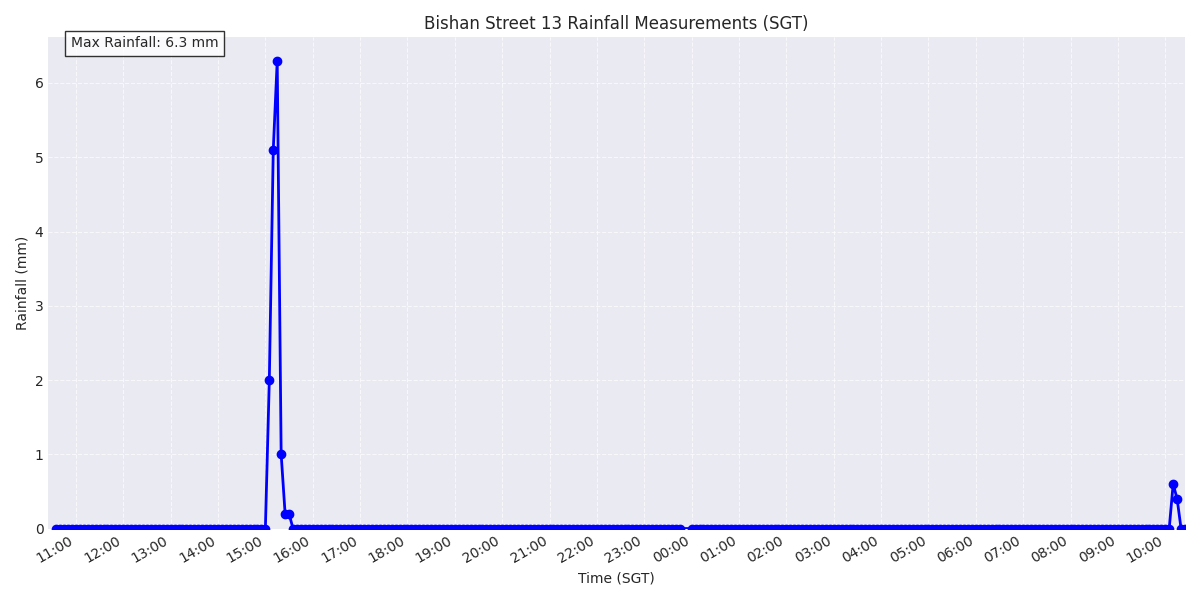 Bishan Street 13 Rainfall Measurements (SGT)
Max Rainfall: 6.3 mm
6
5
4
3
2
1
0
Rainfall (mm)
11:00 12:00 13:00 14:00 15:00 16:00 17:00 18:00 19:00 20:00 21:00 22:00 23:00 00:00 01:00 02:00 03:00 04:00 05:00 06:00 07:00 08:00 09:00 10:00
Time (SGT)